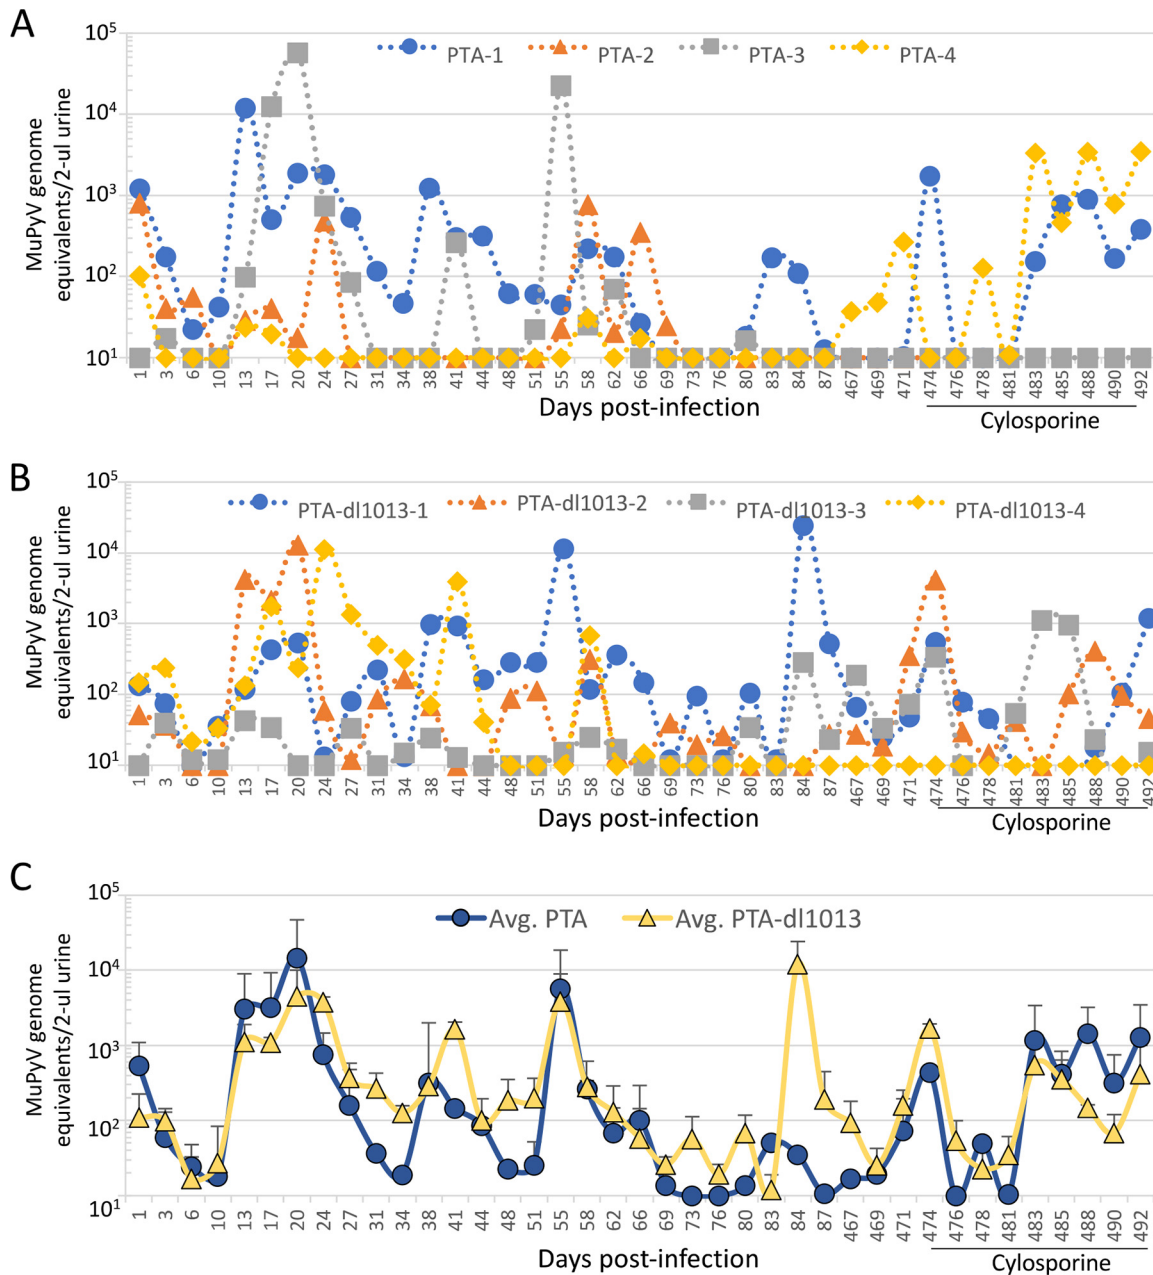 A
10⁵
10⁴
10³
10²
10¹
MuPyV genome
equivalents/2-ul urine
PTA-1 PTA-2 PTA-3 PTA-4
1 3 6 10 13 17 20 24 27 31 34 38 41 44 48 51 55 58 62 66 69 73 76 80 83 84 87 467 469 471 474 476 478 481 483 485 488 490 492
Days post-infection
Cylosporine
B
10⁵
10⁴
10³
10²
10¹
MuPyV genome
equivalents/2-ul urine
PTA-dl1013-1 PTA-dl1013-2 PTA-dl1013-3 PTA-dl1013-4
1 3 6 10 13 17 20 24 27 31 34 38 41 44 48 51 55 58 62 66 69 73 76 80 83 84 87 467 469 471 474 476 478 481 483 485 488 490 492
Days post-infection
Cylosporine
C
10⁵
10⁴
10³
10²
10¹
MuPyV genome
equivalents/2-ul urine
Avg. PTA Avg. PTA-dl1013
1 3 6 10 13 17 20 24 27 31 34 38 41 44 48 51 55 58 62 66 69 73 76 80 83 84 87 467 469 471 474 476 478 481 483 485 488 490 492
Days post-infection
Cylosporine